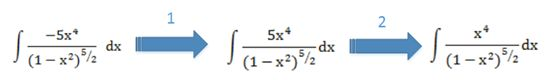 ∫ −5x⁴/(1 − x²)^5/2 dx 1 ∫ 5x⁴/(1 − x²)^5/2 dx 2 ∫ x⁴/(1 − x²)^5/2 dx